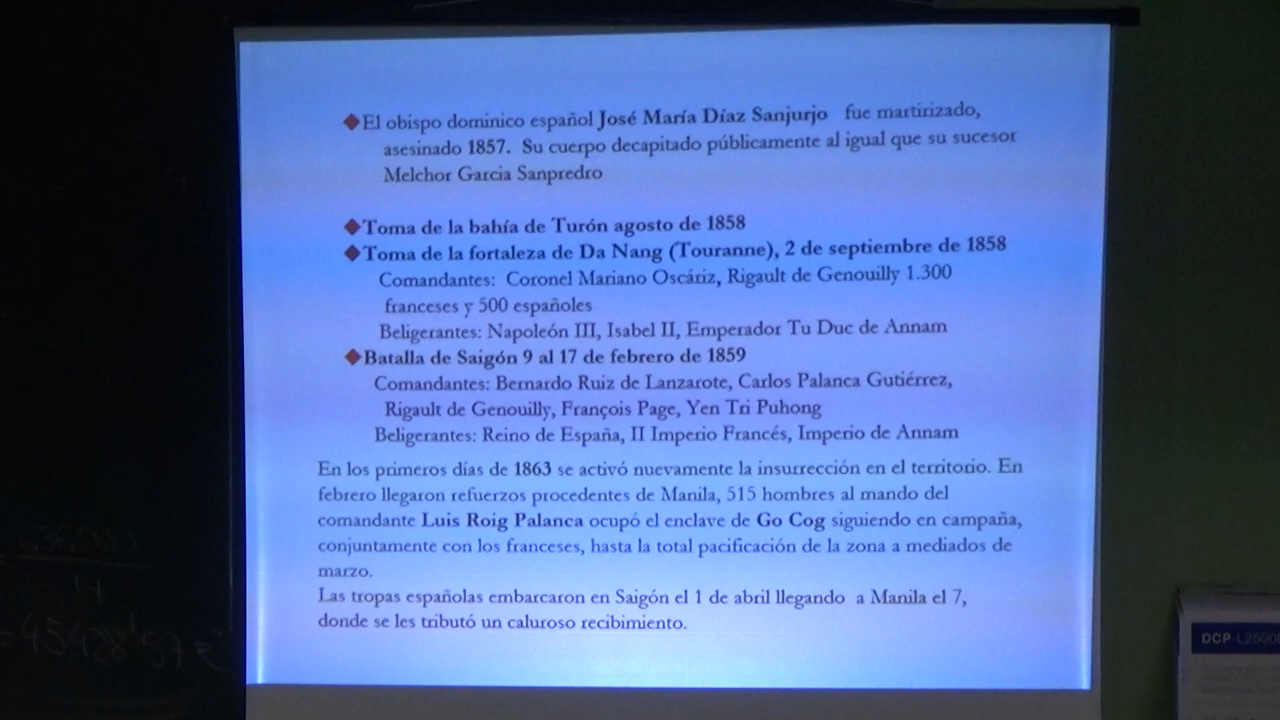 ◆El obispo dominico español José María Díaz Sanjurjo fue martirizado,
asesinado 1857. Su cuerpo decapitado públicamente al igual que su sucesor
Melchor Garcia Sanpredro
◆Toma de la bahía de Turón agosto de 1858
◆Toma de la fortaleza de Da Nang (Touranne), 2 de septiembre de 1858
Comandantes: Coronel Mariano Oscáriz, Rigault de Genouilly 1.300
franceses y 500 españoles
Beligerantes: Napoleón III, Isabel II, Emperador Tu Duc de Annam
◆Batalla de Saigón 9 al 17 de febrero de 1859
Comandantes: Bernardo Ruiz de Lanzarote, Carlos Palanca Gutiérrez,
Rigault de Genouilly, François Page, Yen Tri Puhong
Beligerantes: Reino de España, II Imperio Francés, Imperio de Annam
En los primeros días de 1863 se activó nuevamente la insurrección en el territorio. En
febrero llegaron refuerzos procedentes de Manila, 515 hombres al mando del
comandante Luis Roig Palanca ocupó el enclave de Go Cog siguiendo en campaña,
conjuntamente con los franceses, hasta la total pacificación de la zona a mediados de
marzo.
Las tropas españolas embarcaron en Saigón el 1 de abril llegando a Manila el 7,
donde se les tributó un caluroso recibimiento.
14
DCP-L2500